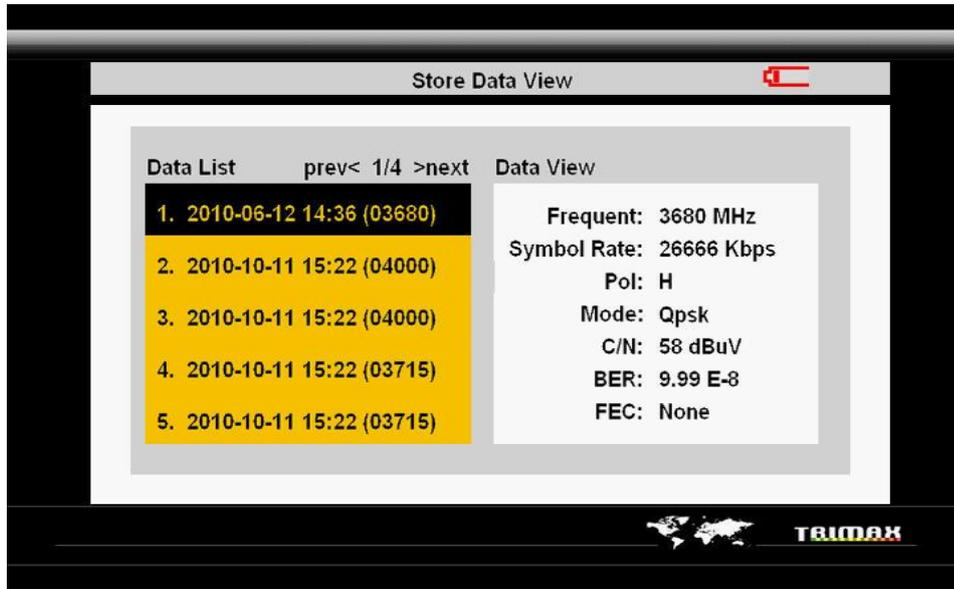 Store Data View
Data List prev< 1/4 >next
1. 2010-06-12 14:36 (03680)
2. 2010-10-11 15:22 (04000)
3. 2010-10-11 15:22 (04000)
4. 2010-10-11 15:22 (03715)
5. 2010-10-11 15:22 (03715)
Data View
Frequent: 3680 MHz
Symbol Rate: 26666 Kbps
Pol: H
Mode: Qpsk
C/N: 58 dBuV
BER: 9.99 E-8
FEC: None
TRIMAX